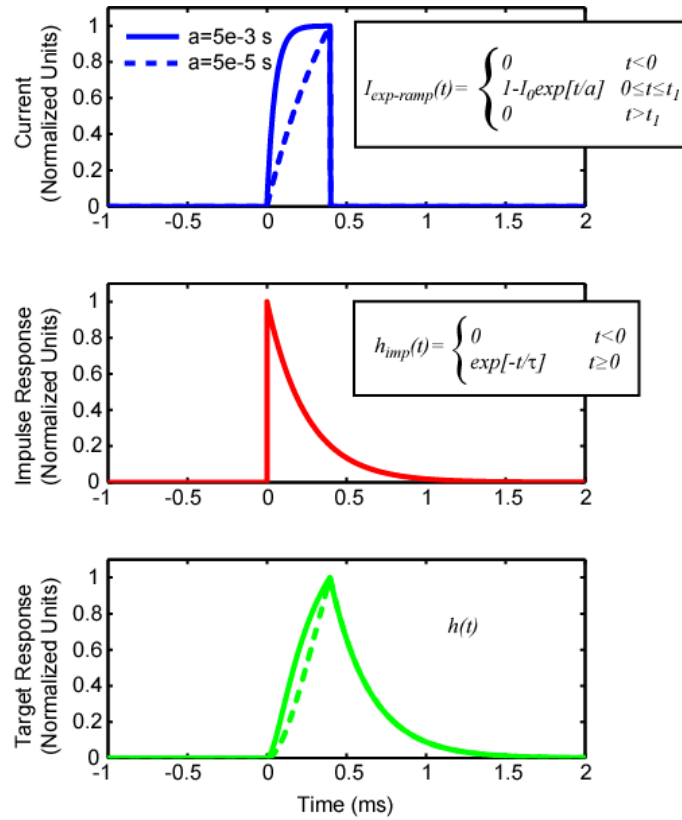 a=5e-3 s
a=5e-5 s
I_exp-ramp(t)= { 0 t<0
1-I_0exp[t/a] 0≤t≤t_1
0 t>t_1
Current
(Normalized Units)
1
0.8
0.6
0.4
0.2
0
-1 -0.5 0 0.5 1 1.5 2
h_imp(t)= { 0 t<0
exp[-t/τ] t≥0
Impulse Response
(Normalized Units)
1
0.8
0.6
0.4
0.2
0
-1 -0.5 0 0.5 1 1.5 2
h(t)
Target Response
(Normalized Units)
1
0.8
0.6
0.4
0.2
0
-1 -0.5 0 0.5 1 1.5 2
Time (ms)